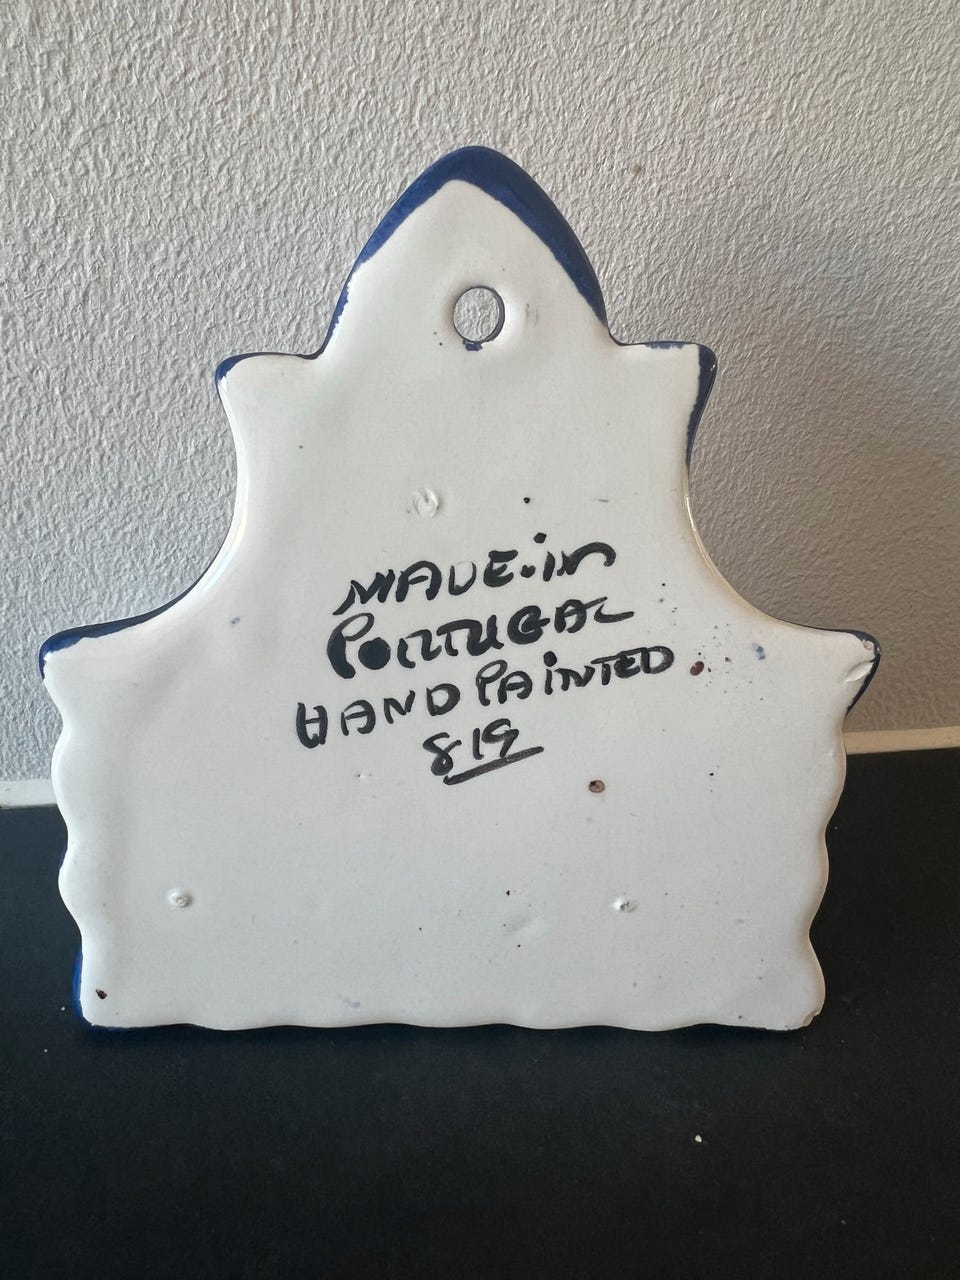 MADE.in
PORTUGAL
HAND PAINTED
819